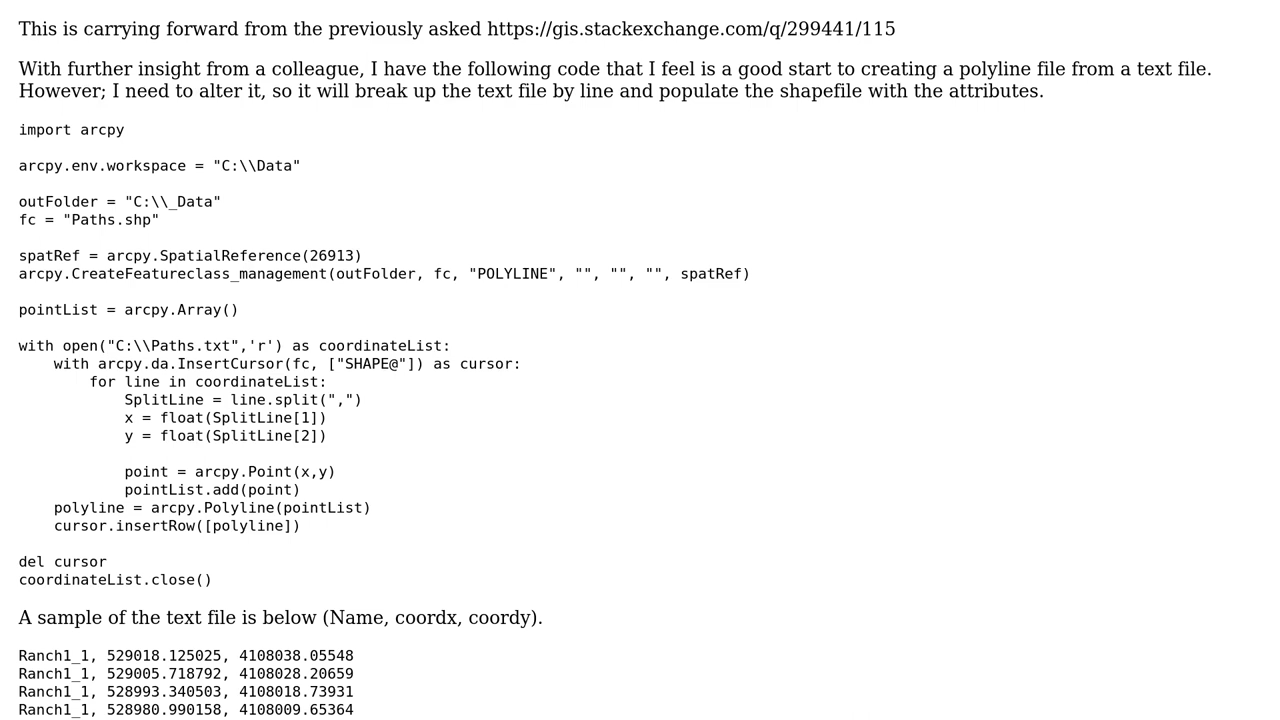 This is carrying forward from the previously asked https://gis.stackexchange.com/q/299441/115
With further insight from a colleague, I have the following code that I feel is a good start to creating a polyline file from a text file.
However; I need to alter it, so it will break up the text file by line and populate the shapefile with the attributes.
import arcpy
arcpy.env.workspace = "C:\\Data"
outFolder = "C:\\_Data"
fc = "Paths.shp"
spatRef = arcpy.SpatialReference(26913)
arcpy.CreateFeatureclass_management(outFolder, fc, "POLYLINE", "", "", "", spatRef)
pointList = arcpy.Array()
with open("C:\\Paths.txt",'r') as coordinateList:
    with arcpy.da.InsertCursor(fc, ["SHAPE@"]) as cursor:
        for line in coordinateList:
            SplitLine = line.split(",")
            x = float(SplitLine[1])
            y = float(SplitLine[2])
            point = arcpy.Point(x,y)
            pointList.add(point)
    polyline = arcpy.Polyline(pointList)
    cursor.insertRow([polyline])
del cursor
coordinateList.close()
A sample of the text file is below (Name, coordx, coordy).
Ranch1_1, 529018.125025, 4108038.05548
Ranch1_1, 529005.718792, 4108028.20659
Ranch1_1, 528993.340503, 4108018.73931
Ranch1_1, 528980.990158, 4108009.65364